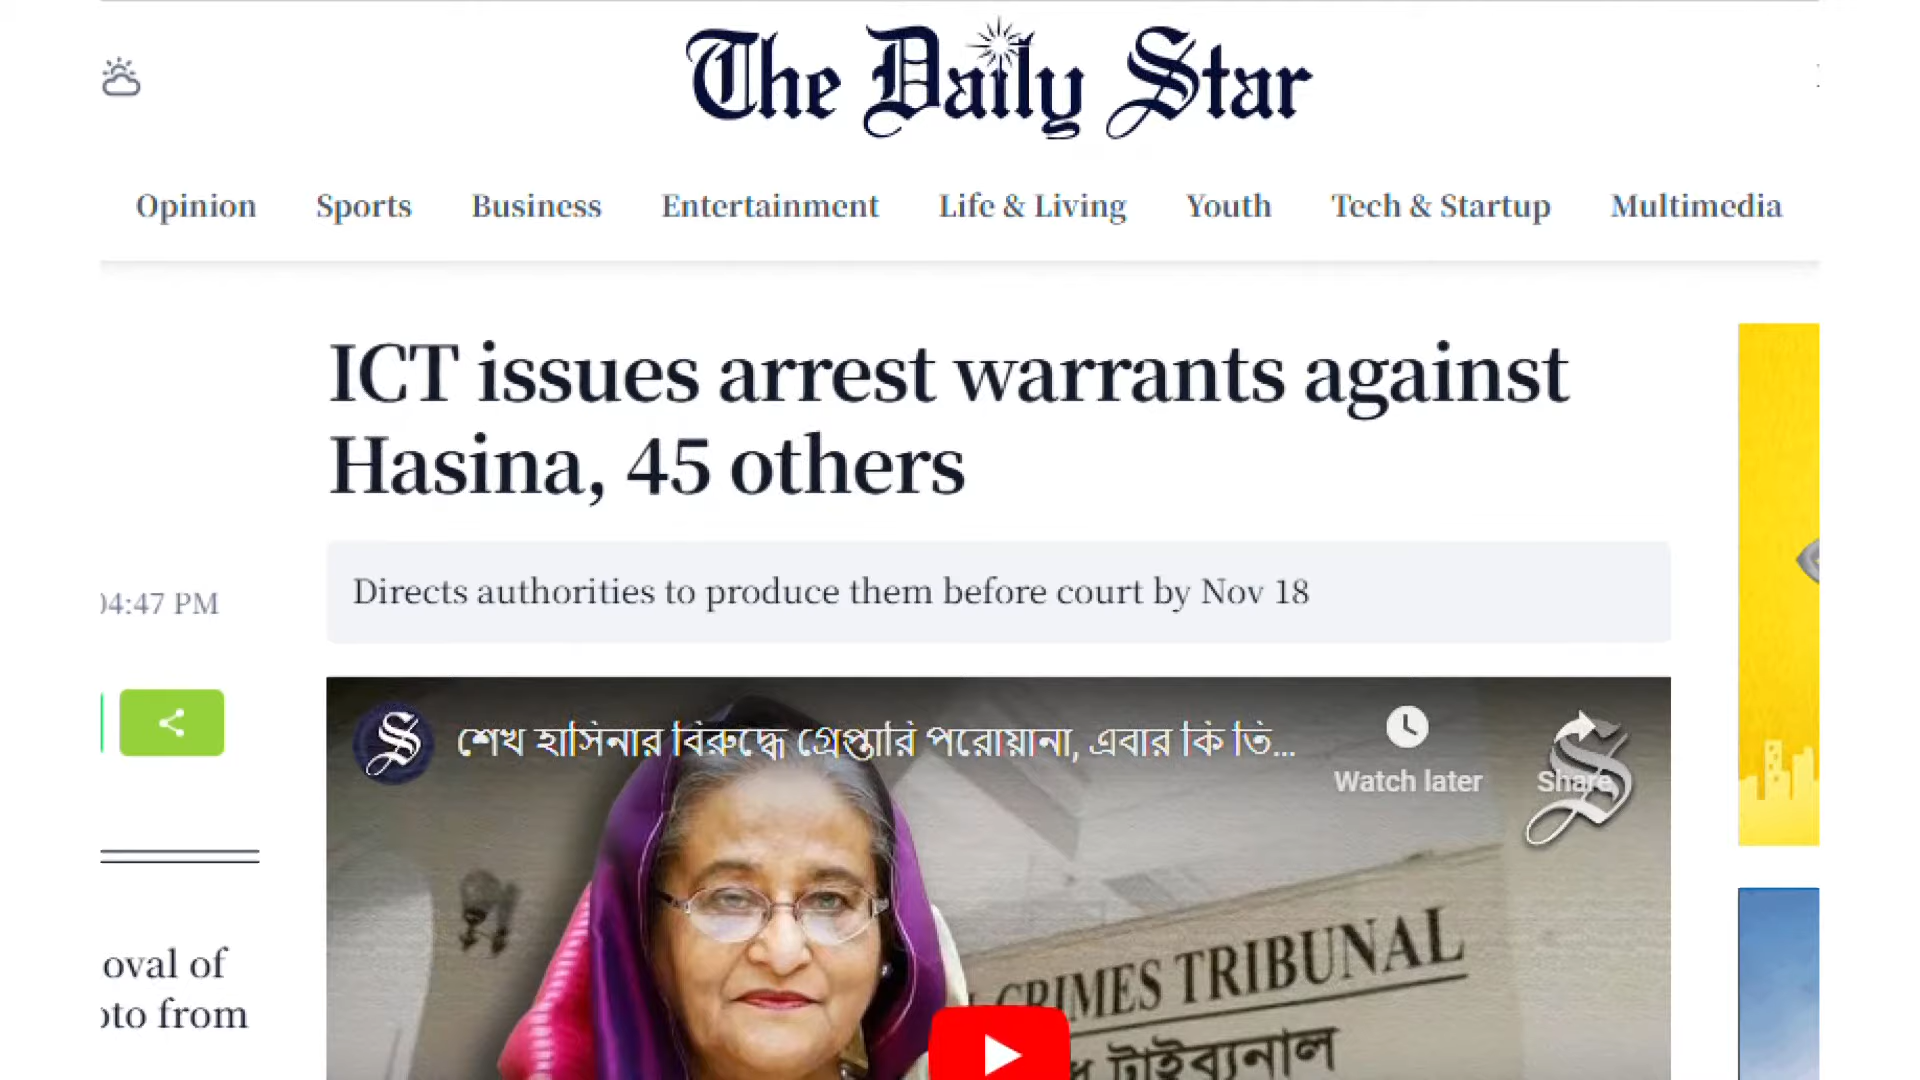 The Daily Star
Opinion Sports Business Entertainment Life & Living Youth Tech & Startup Multimedia
ICT issues arrest warrants against
Hasina, 45 others
Directs authorities to produce them before court by Nov 18
04:47 PM
শেখ হাসিনার বিরুদ্ধে গ্রেপ্তারি পরোয়ানা, এবার কি তি...
Watch later
Share
oval of
oto from
CRIMES TRIBUNAL
টাইব্যুনাল